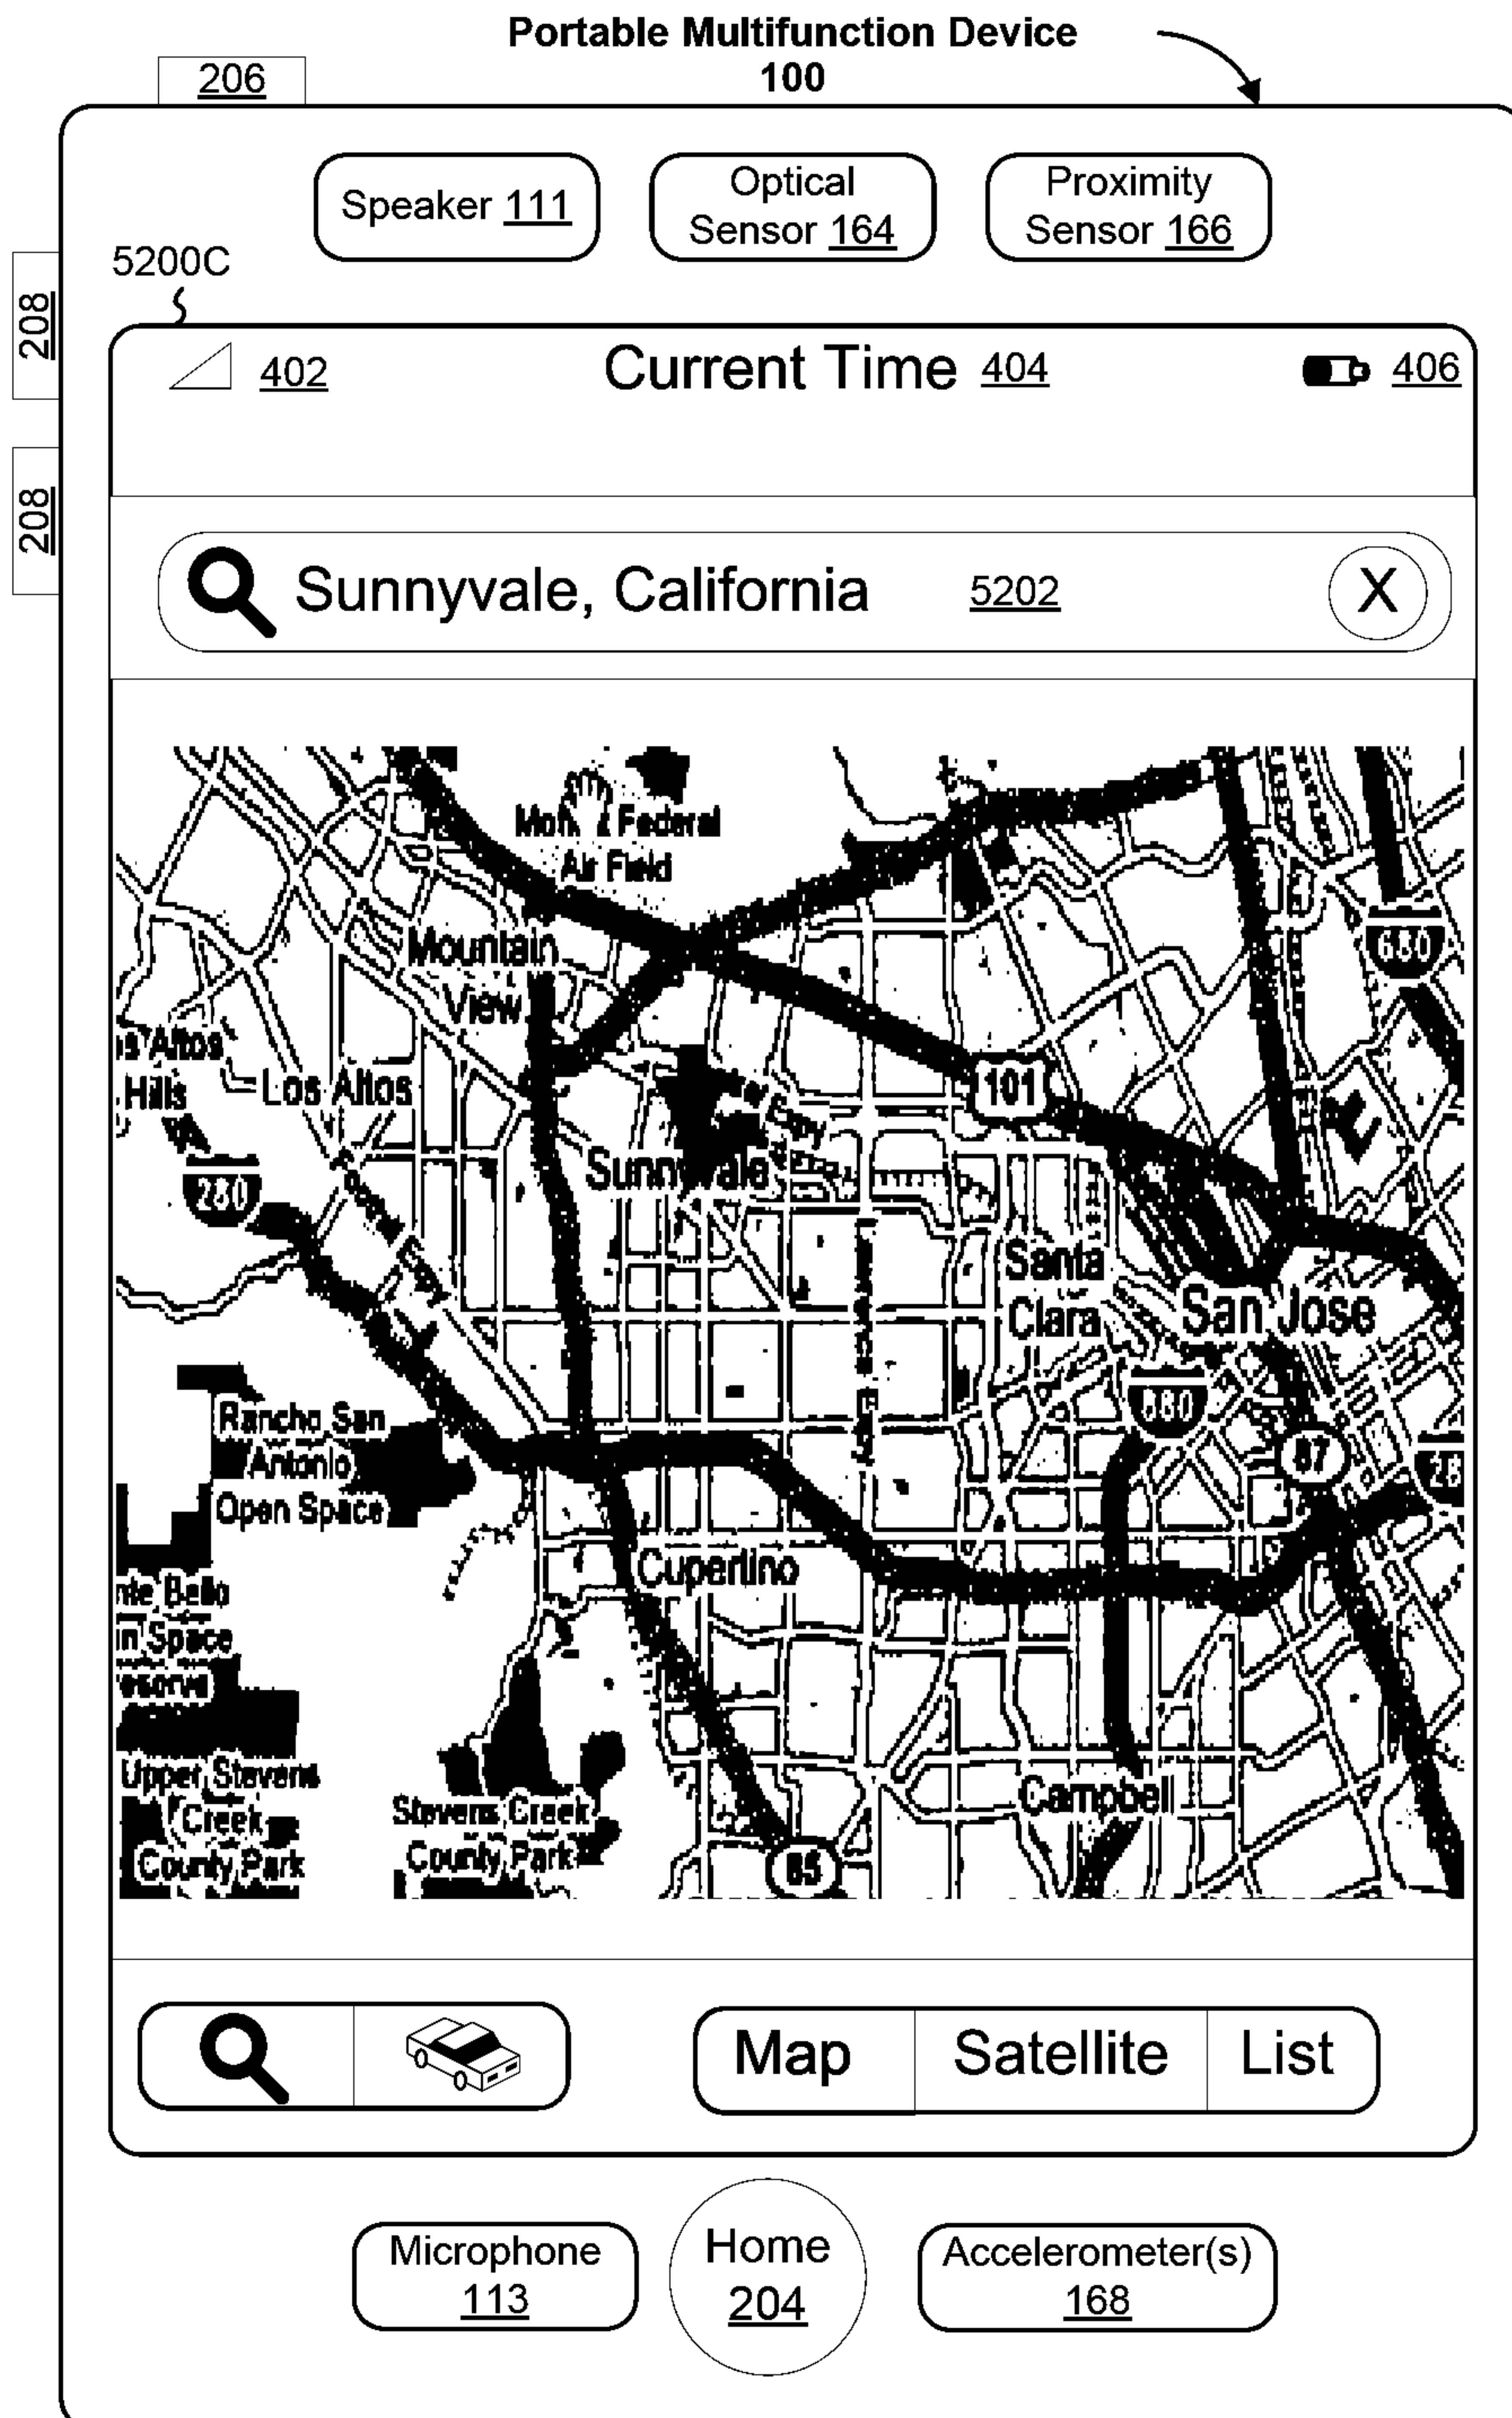 Portable Multifunction Device
100
206
Speaker 111
Optical
Sensor 164
Proximity
Sensor 166
5200C
208
208
402
Current Time 404
406
Sunnyvale, California 5202
X
Federal
Air Field
Mountain
View
680
Altos
Hills
Los Altos
101
280
Sunnyvale
Santa
Clara
San Jose
Rancho San
Antonio
Open Space
87
Cupertino
Space
Upper Stevens
Creek
County Park
Stevens Creek
County Park
Campbell
85
Map
Satellite
List
Microphone
113
Home
204
Accelerometer(s)
168